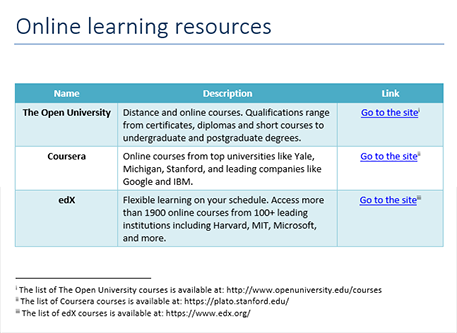 Online learning resources
Name Description Link
The Open University Distance and online courses. Qualifications range Go to the siteⁱ
from certificates, diplomas and short courses to
undergraduate and postgraduate degrees.
Coursera Online courses from top universities like Yale, Go to the siteⁱⁱ
Michigan, Stanford, and leading companies like
Google and IBM.
edX Flexible learning on your schedule. Access more Go to the siteⁱⁱⁱ
than 1900 online courses from 100+ leading
institutions including Harvard, MIT, Microsoft,
and more.
ⁱ The list of The Open University courses is available at: http://www.openuniversity.edu/courses
ⁱⁱ The list of Coursera courses is available at: https://plato.stanford.edu/
ⁱⁱⁱ The list of edX courses is available at: https://www.edx.org/